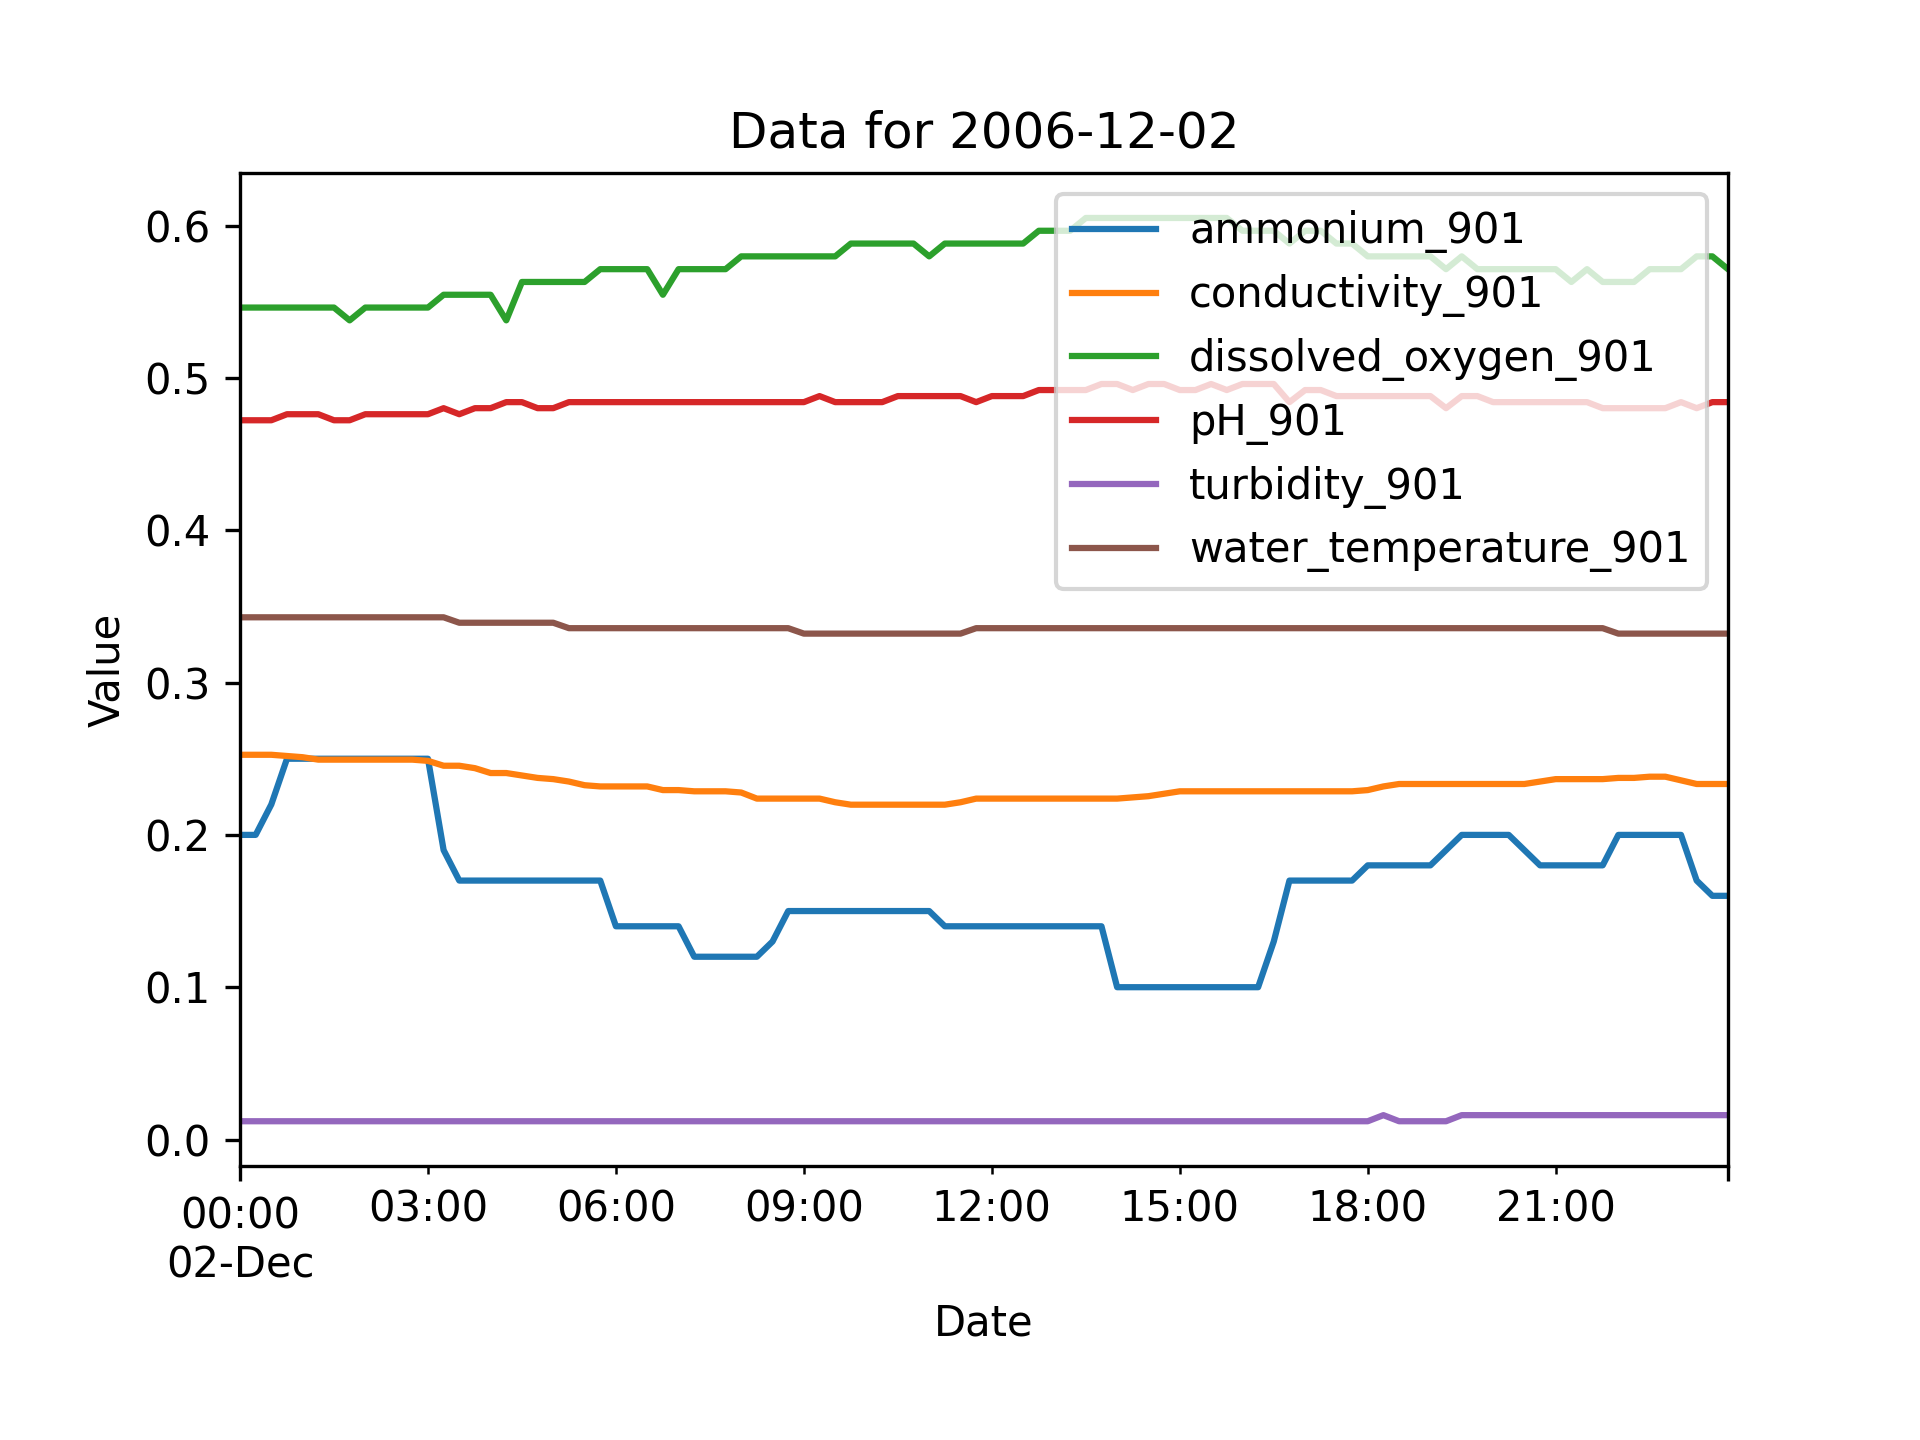 Data for 2006-12-02
ammonium_901
conductivity_901
dissolved_oxygen_901
pH_901
turbidity_901
water_temperature_901
Value
0.6
0.5
0.4
0.3
0.2
0.1
0.0
00:00 03:00 06:00 09:00 12:00 15:00 18:00 21:00
02-Dec
Date